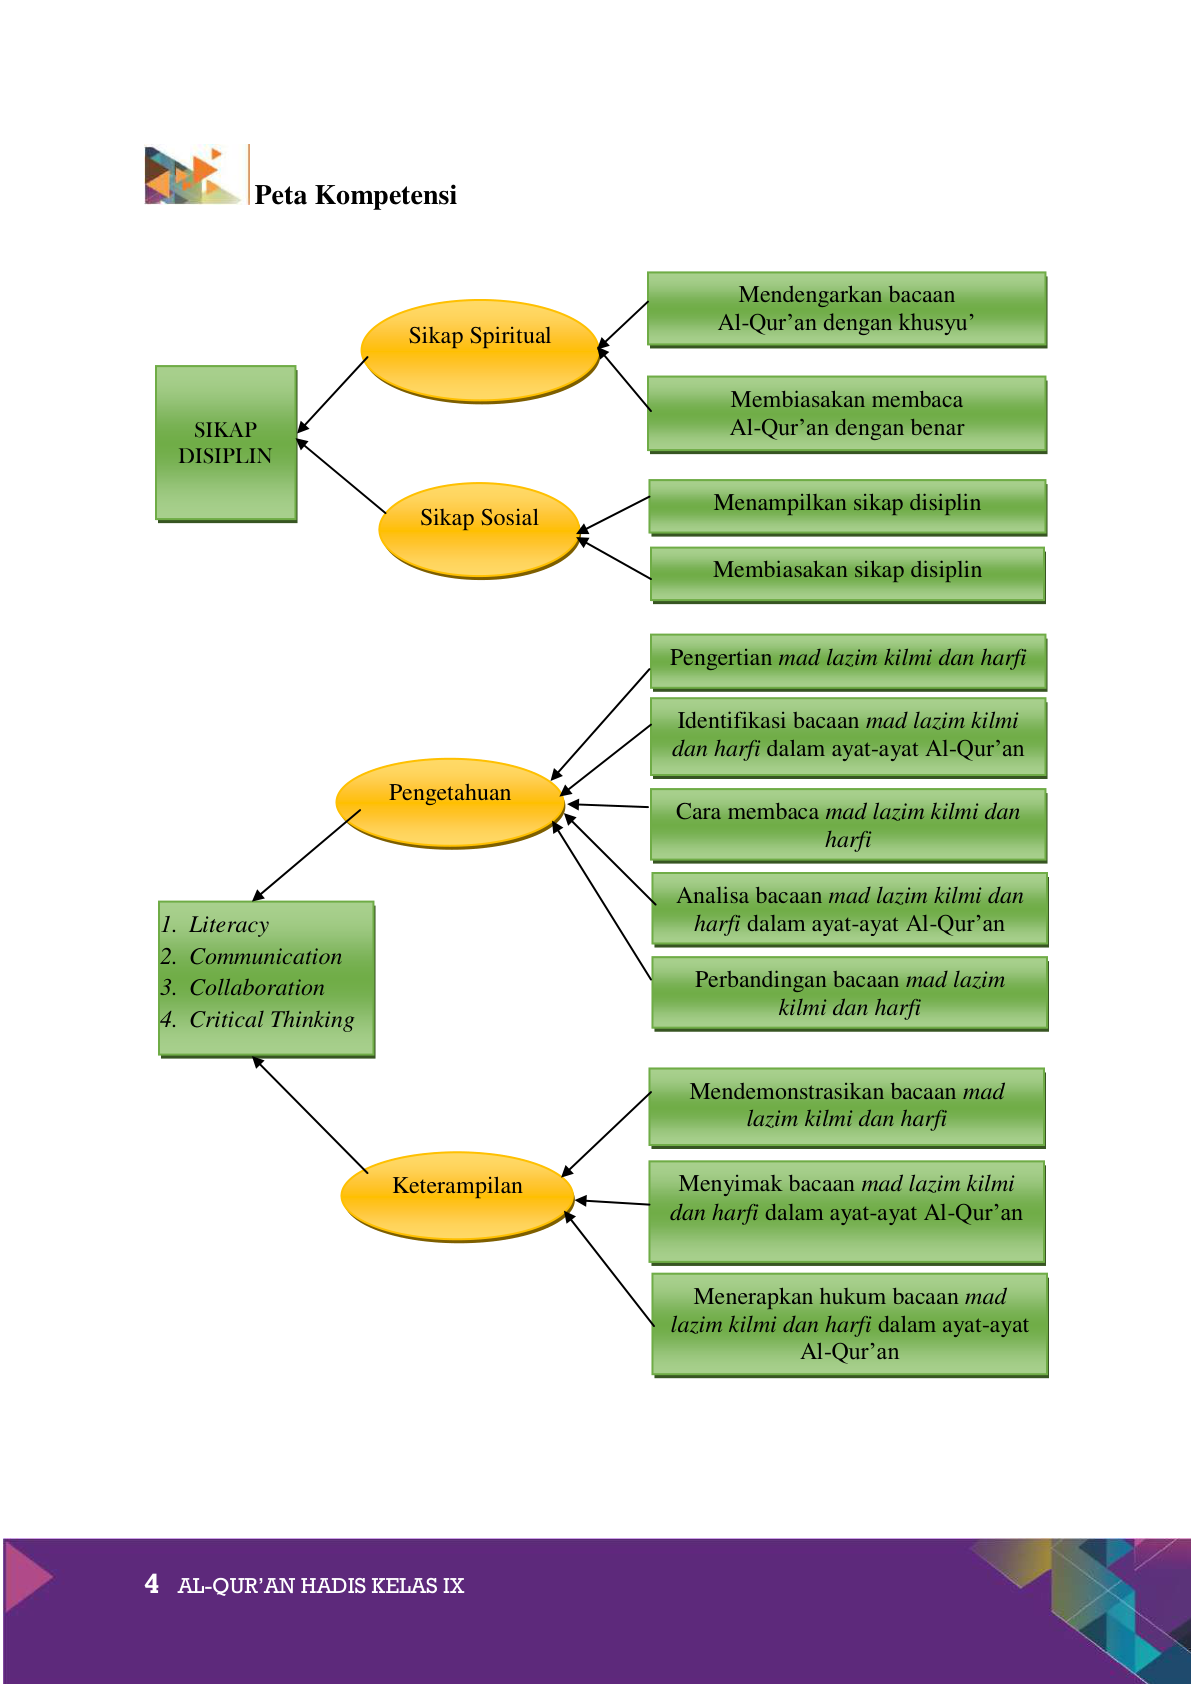 Peta Kompetensi
Mendengarkan bacaan
Al-Qur’an dengan khusyu’
Sikap Spiritual
Membiasakan membaca
Al-Qur’an dengan benar
SIKAP
DISIPLIN
Menampilkan sikap disiplin
Sikap Sosial
Membiasakan sikap disiplin
Pengertian mad lazim kilmi dan harfi
Identifikasi bacaan mad lazim kilmi
dan harfi dalam ayat-ayat Al-Qur’an
Pengetahuan
Cara membaca mad lazim kilmi dan
harfi
Analisa bacaan mad lazim kilmi dan
harfi dalam ayat-ayat Al-Qur’an
Perbandingan bacaan mad lazim
kilmi dan harfi
1. Literacy
2. Communication
3. Collaboration
4. Critical Thinking
Mendemonstrasikan bacaan mad
lazim kilmi dan harfi
Keterampilan
Menyimak bacaan mad lazim kilmi
dan harfi dalam ayat-ayat Al-Qur’an
Menerapkan hukum bacaan mad
lazim kilmi dan harfi dalam ayat-ayat
Al-Qur’an
4 AL-QUR’AN HADIS KELAS IX